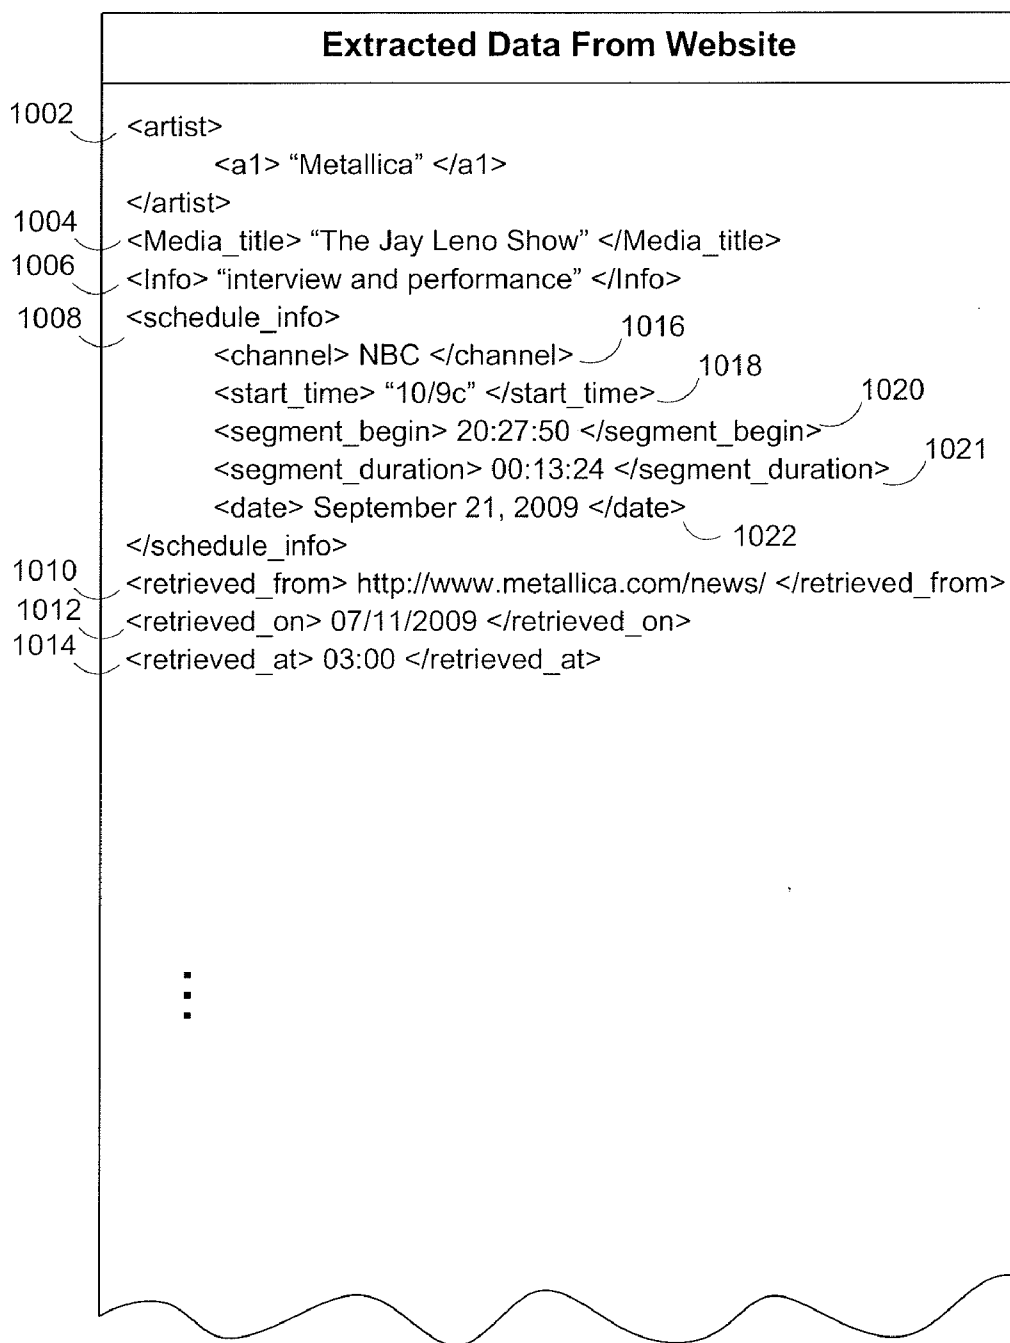 Extracted Data From Website
1002 <artist>
<a1> “Metallica” </a1>
</artist>
1004 <Media_title> “The Jay Leno Show” </Media_title>
1006 <Info> “interview and performance” </Info>
1008 <schedule_info>
<channel> NBC </channel> 1016
<start_time> “10/9c” </start_time> 1018
<segment_begin> 20:27:50 </segment_begin> 1020
<segment_duration> 00:13:24 </segment_duration> 1021
<date> September 21, 2009 </date> 1022
</schedule_info>
1010 <retrieved_from> http://www.metallica.com/news/ </retrieved_from>
1012 <retrieved_on> 07/11/2009 </retrieved_on>
1014 <retrieved_at> 03:00 </retrieved_at>